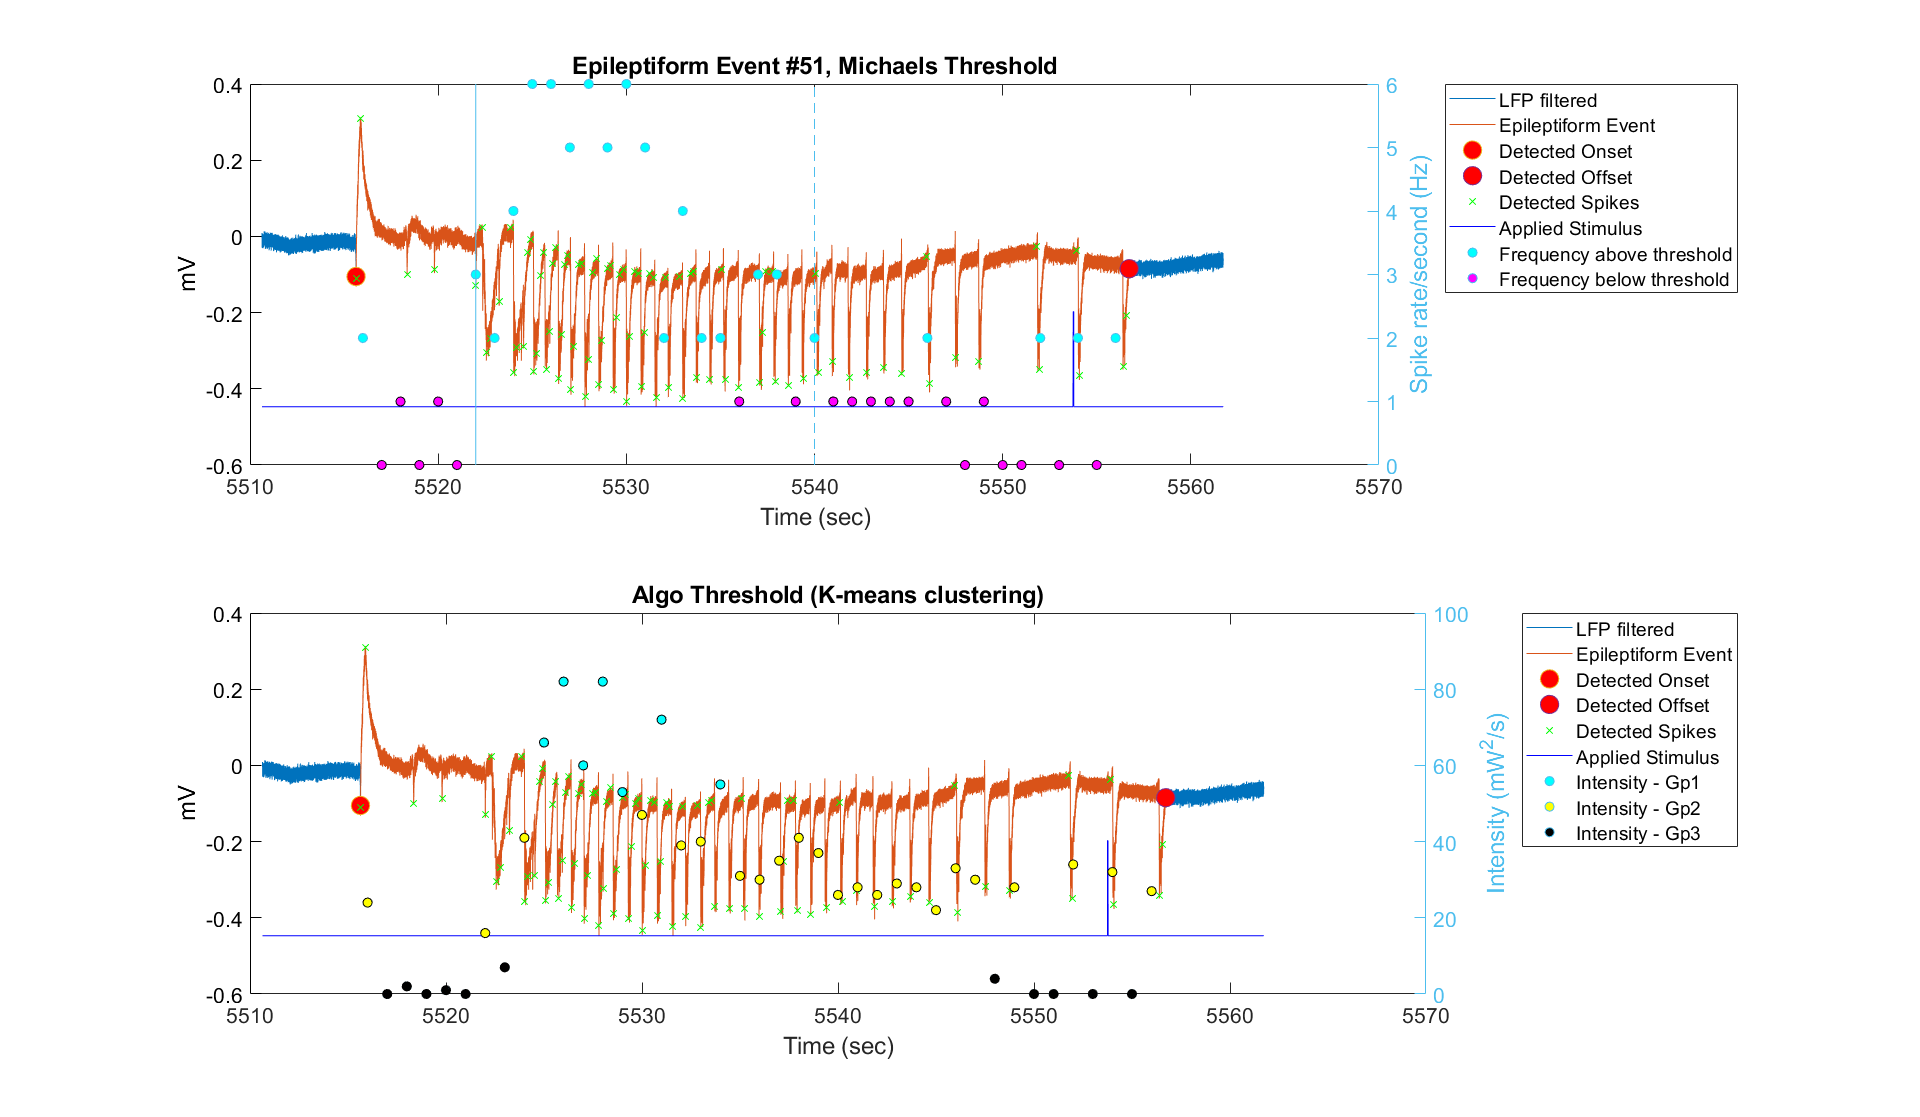 Epileptiform Event #51, Michaels Threshold
0.4
0.2
0
-0.2
-0.4
-0.6
mV
5510
5520
5530
5540
5550
5560
5570
Time (sec)
6
5
4
3
2
1
0
Spike rate/second (Hz)
LFP filtered
Epileptiform Event
Detected Onset
Detected Offset
Detected Spikes
Applied Stimulus
Frequency above threshold
Frequency below threshold
Algo Threshold (K-means clustering)
0.4
0.2
0
-0.2
-0.4
-0.6
mV
5510
5520
5530
5540
5550
5560
5570
Time (sec)
100
80
60
40
20
0
Intensity (mW²/s)
LFP filtered
Epileptiform Event
Detected Onset
Detected Offset
Detected Spikes
Applied Stimulus
Intensity - Gp1
Intensity - Gp2
Intensity - Gp3